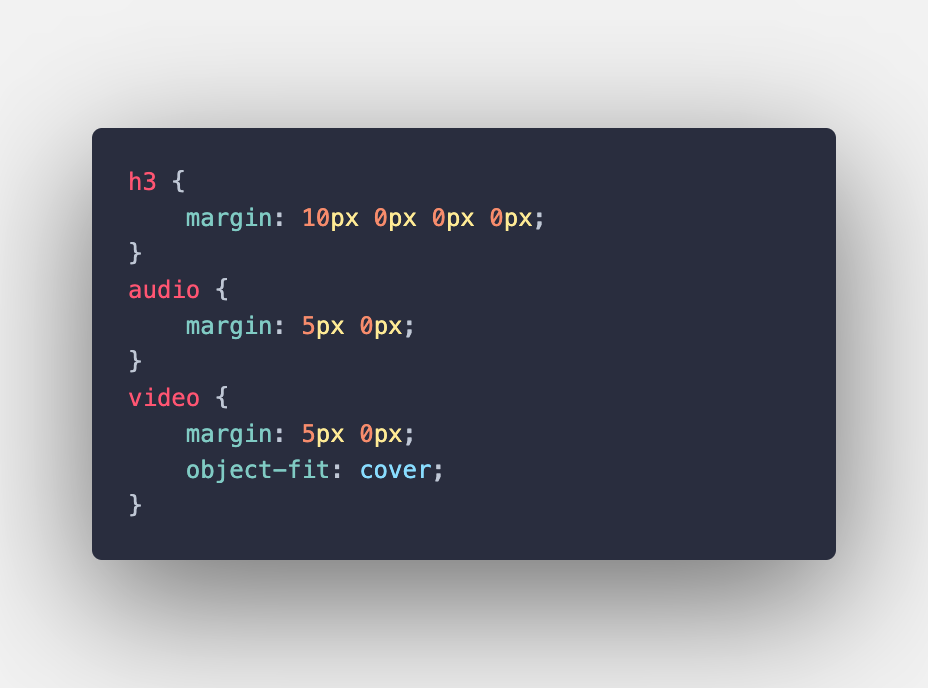 h3 {
    margin: 10px 0px 0px 0px;
}
audio {
    margin: 5px 0px;
}
video {
    margin: 5px 0px;
    object-fit: cover;
}